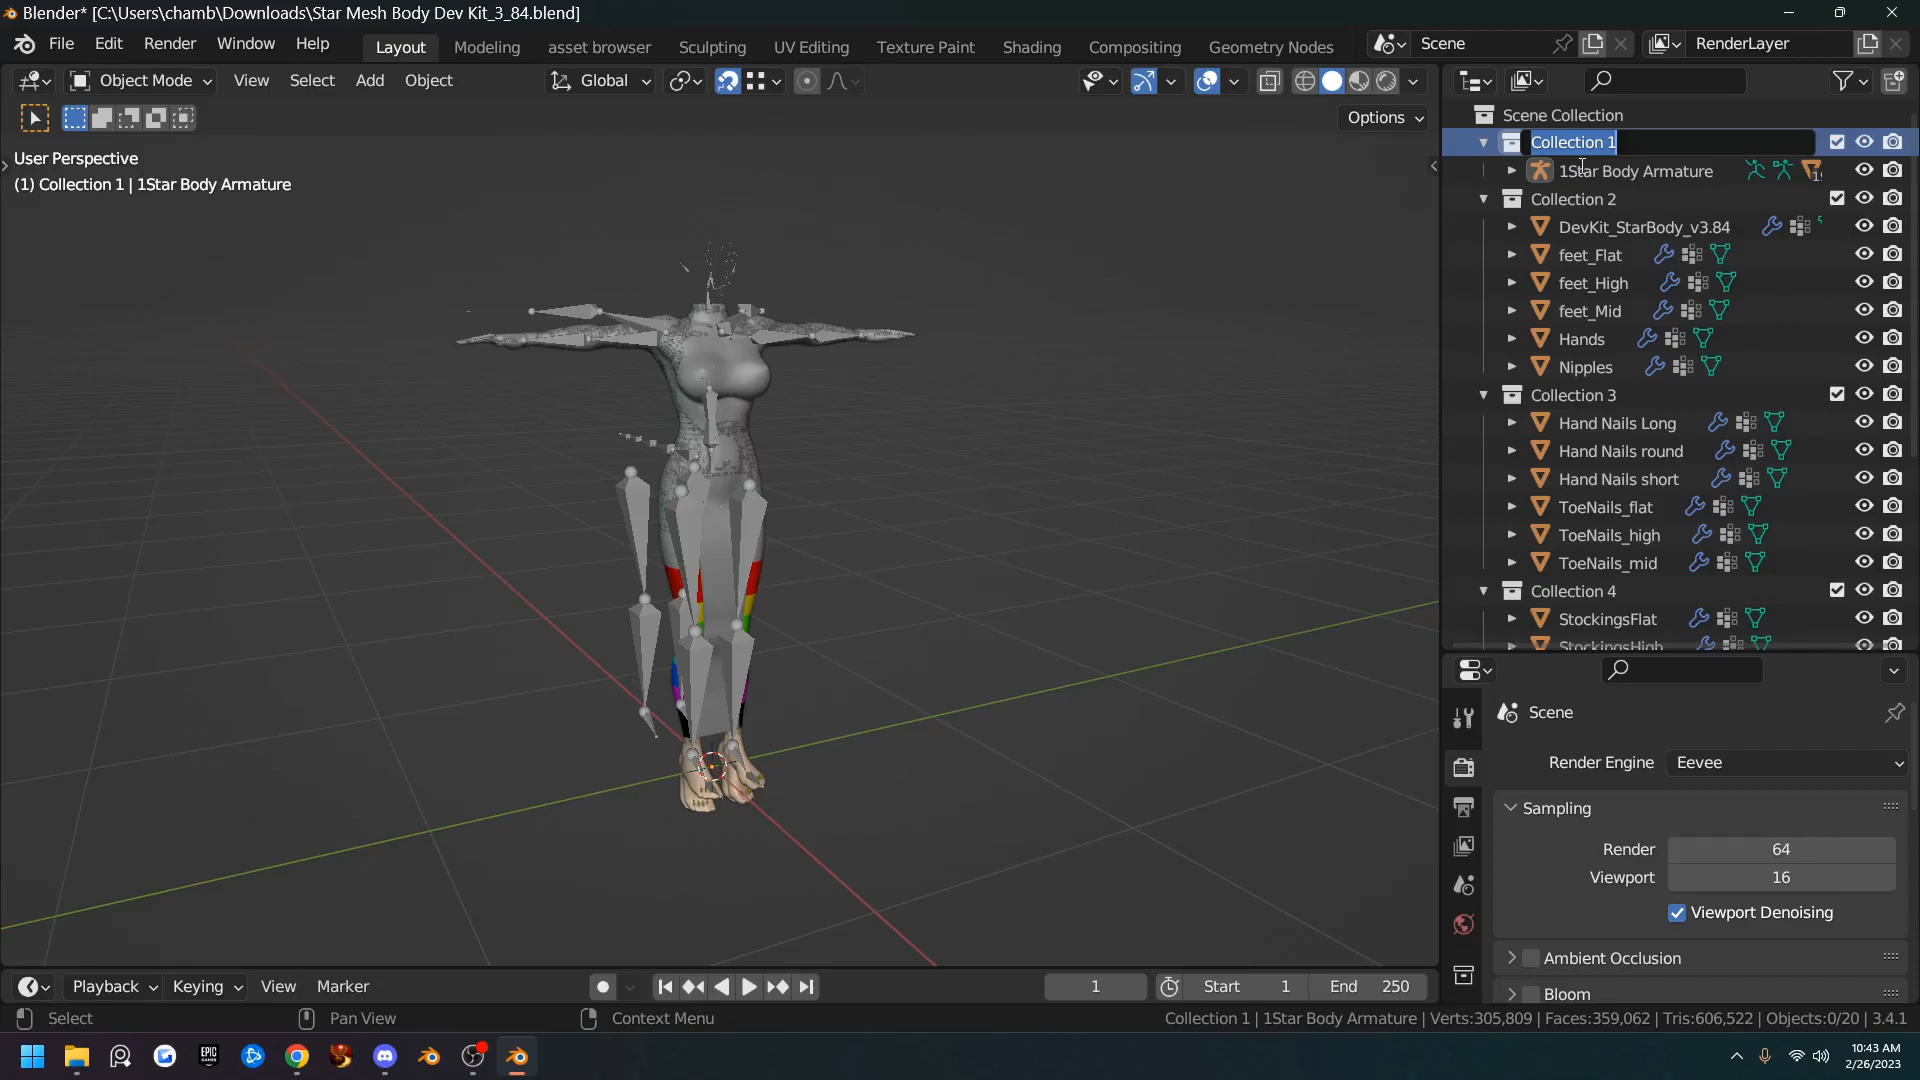 Blender* [C:\Users\chamb\Downloads\Star Mesh Body Dev Kit_3_84.blend]
File Edit Render Window Help
Layout Modeling asset browser Sculpting UV Editing Texture Paint Shading Compositing Geometry Nodes
Scene
RenderLayer
Object Mode View Select Add Object
Global
Options
User Perspective
(1) Collection 1 | 1Star Body Armature
Scene Collection
Collection 1
1Star Body Armature
Collection 2
DevKit_StarBody_v3.84
feet_Flat
feet_High
feet_Mid
Hands
Nipples
Collection 3
Hand Nails Long
Hand Nails round
Hand Nails short
ToeNails_flat
ToeNails_high
ToeNails_mid
Collection 4
StockingsFlat
StockingsHigh
Scene
Render Engine Eevee
Sampling
Render 64
Viewport 16
Viewport Denoising
Ambient Occlusion
Bloom
Playback Keying View Marker
1
Start 1
End 250
Select
Pan View
Context Menu
Collection 1 | 1Star Body Armature | Verts:305,809 | Faces:359,062 | Tris:606,522 | Objects:0/20 | 3.4.1
EPIC
GAMES
10:43 AM
2/26/2023